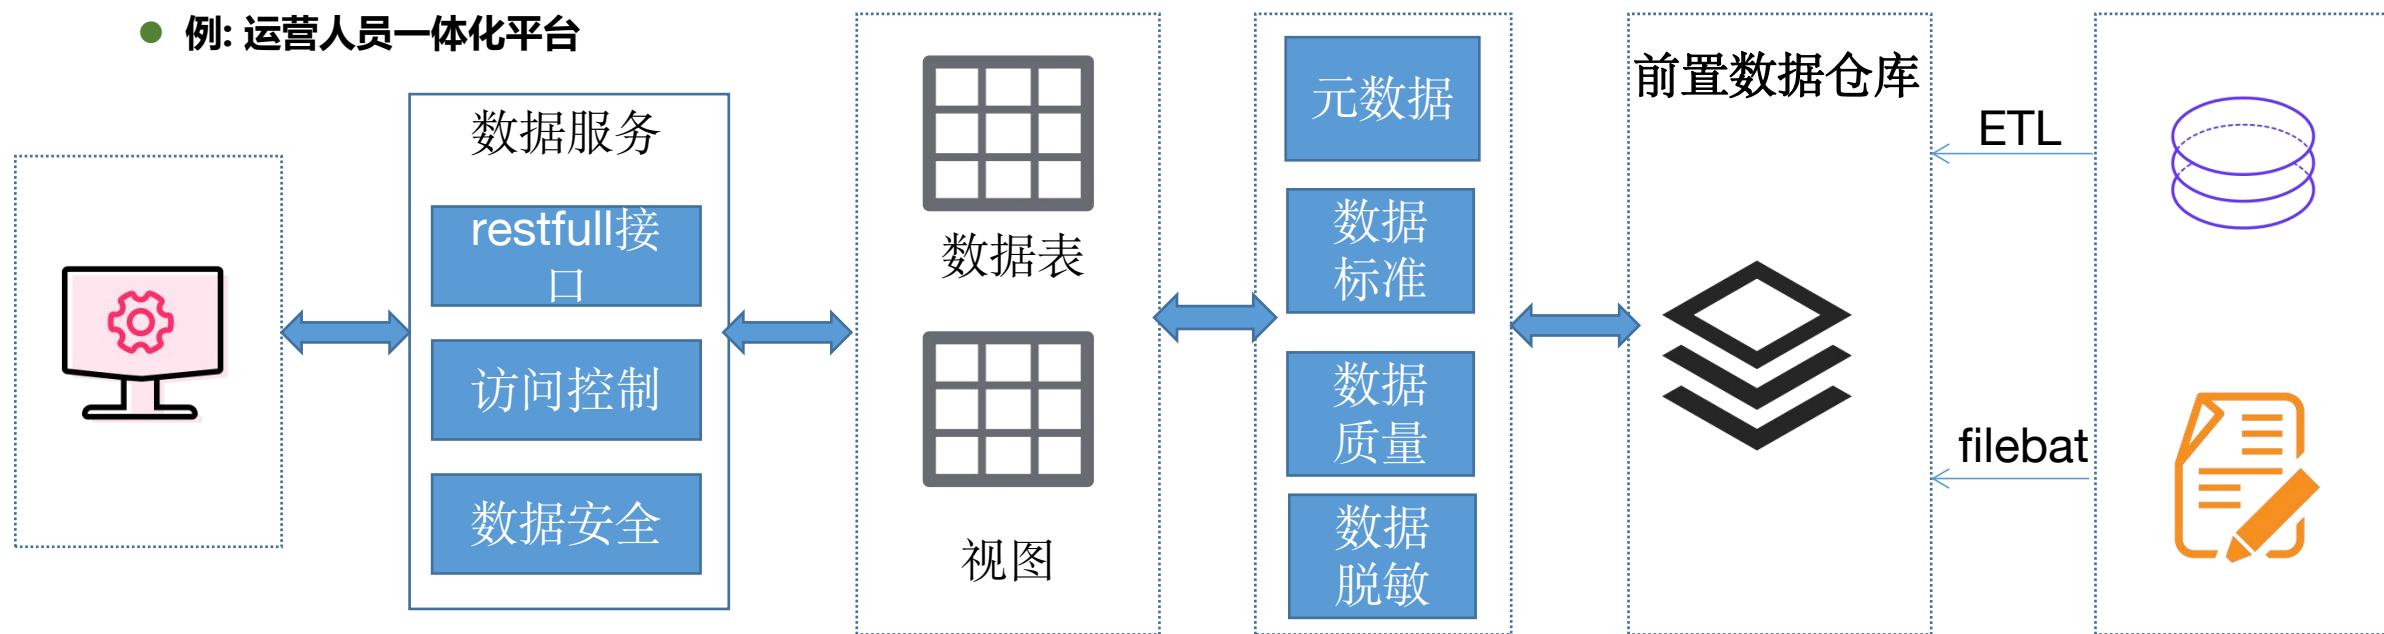 例: 运营人员一体化平台
数据服务
restfull接
口
访问控制
数据安全
数据表
视图
元数据
数据
标准
数据
质量
数据
脱敏
前置数据仓库
ETL
filebat